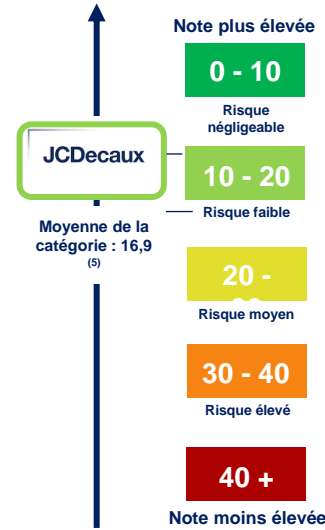 Note plus élevée
0 - 10
Risque
négligeable
JCDecaux
10 - 20
Risque faible
Moyenne de la
catégorie : 16,9
(5)
20 -
Risque moyen
30 - 40
Risque élevé
40 +
Note moins élevée